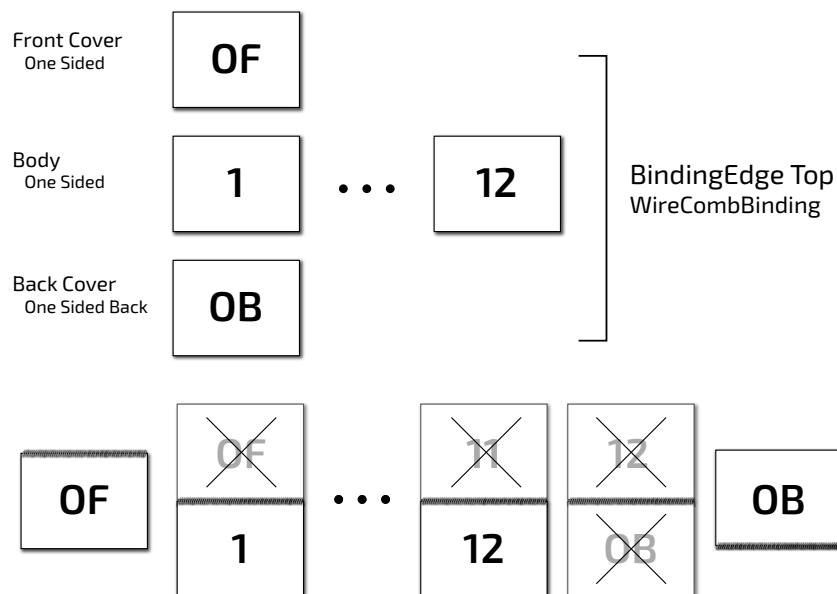 Front Cover
One Sided
OF
Body
One Sided
1
12
BindingEdge Top
WireCombBinding
Back Cover
One Sided Back
OB
OF
OF
1
11
12
12
OB
OB